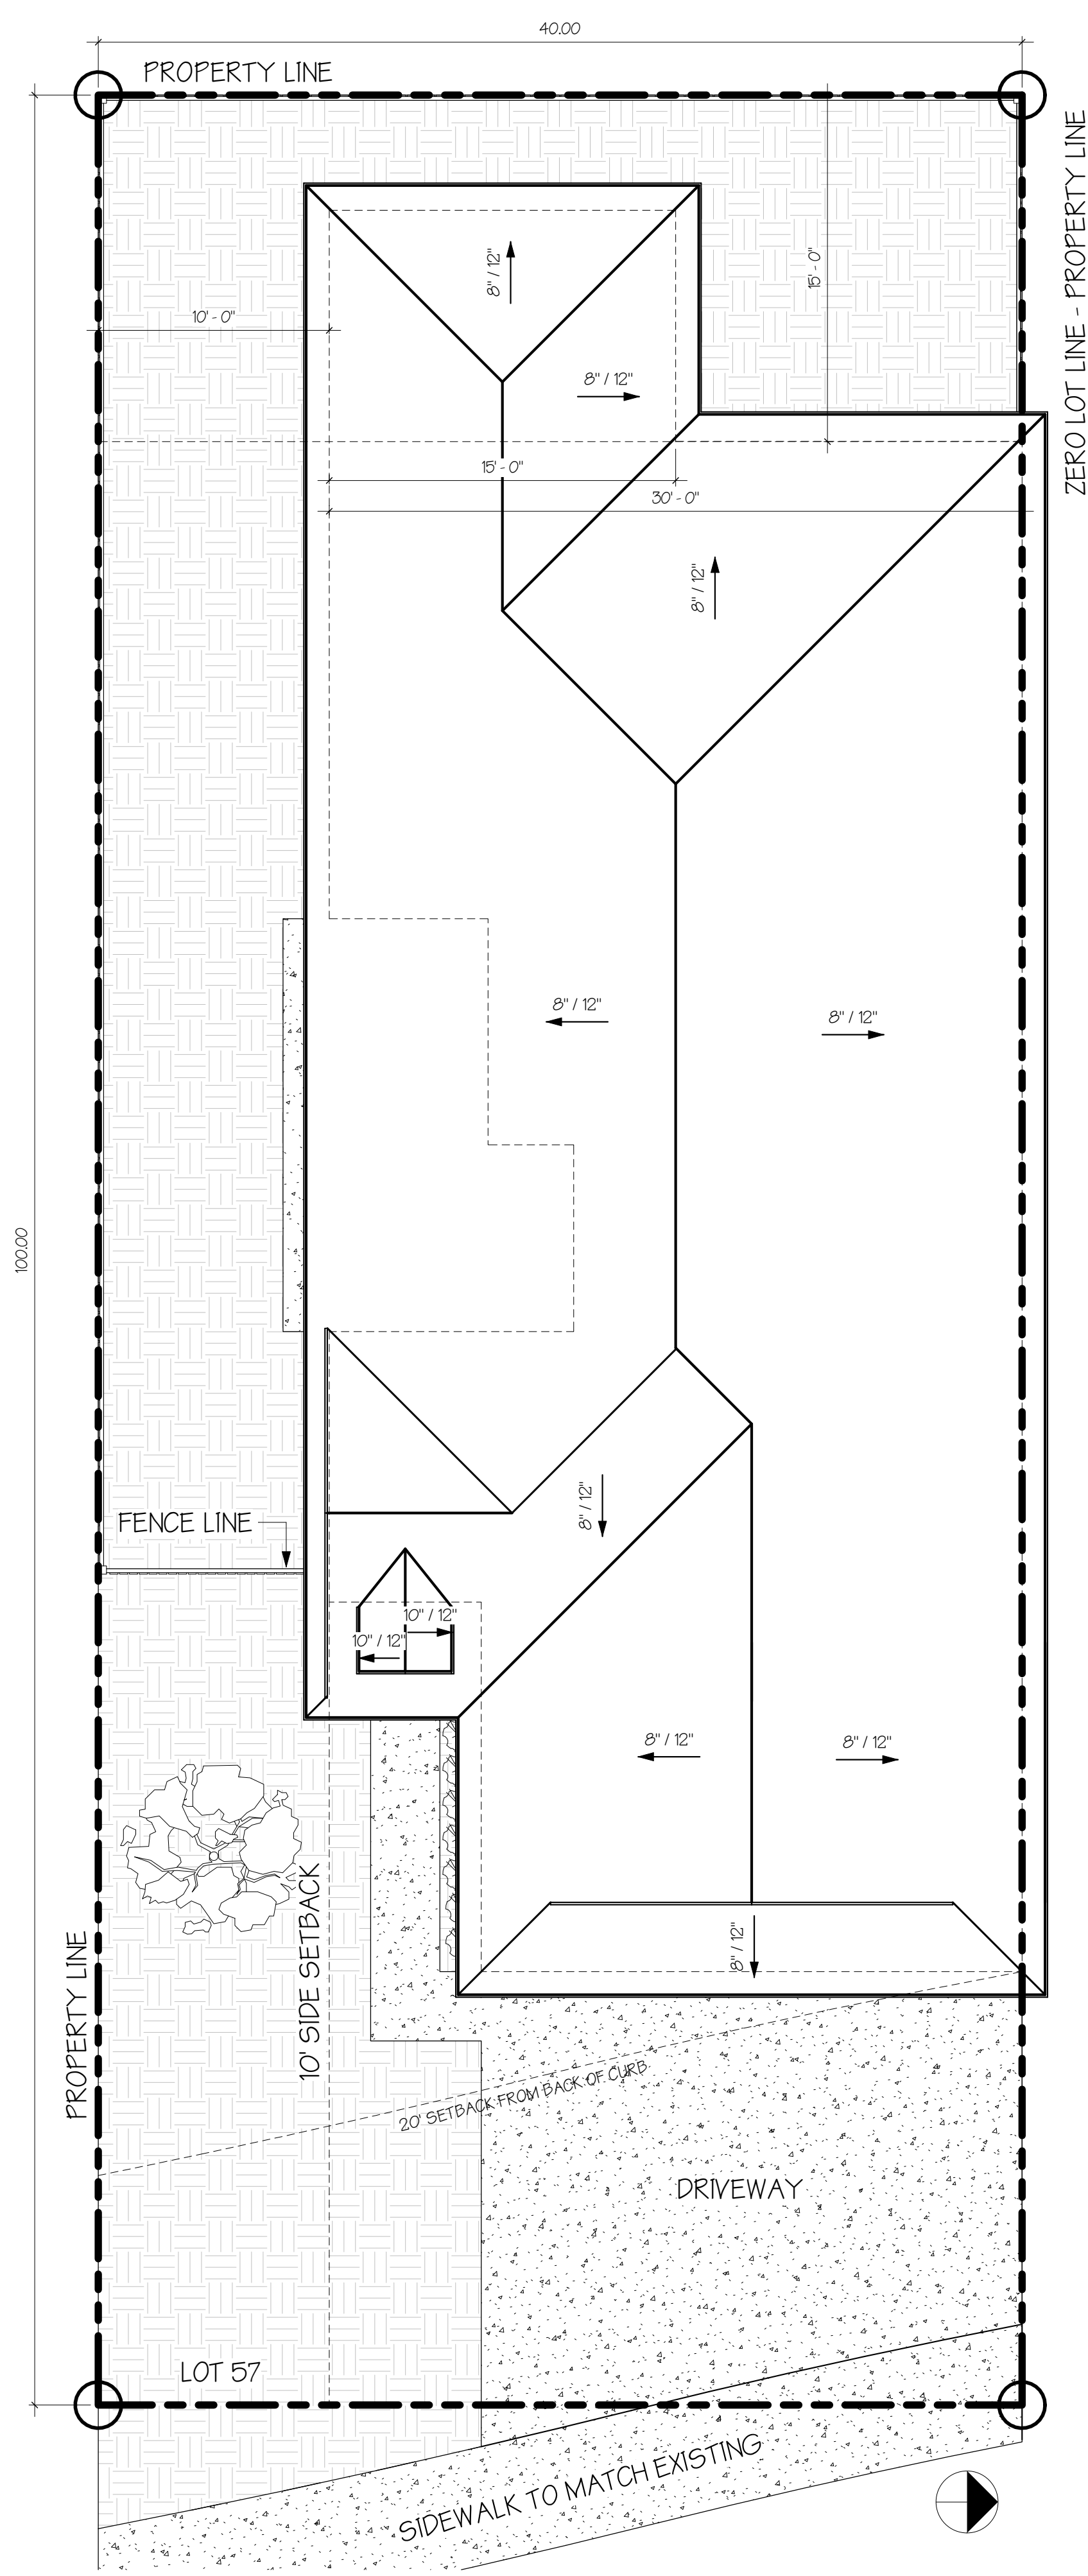 40.00
PROPERTY LINE
ZERO LOT LINE - PROPERTY LINE
8" / 12"
15' - 0"
10' - 0"
8" / 12"
15' - 0"
30' - 0"
8" / 12"
8" / 12"
8" / 12"
100.00
FENCE LINE
8" / 12"
10" / 12"
10" / 12"
8" / 12"
8" / 12"
10' SIDE SETBACK
PROPERTY LINE
8" / 12"
20' SETBACK FROM BACK OF CURB
DRIVEWAY
LOT 57
SIDEWALK TO MATCH EXISTING